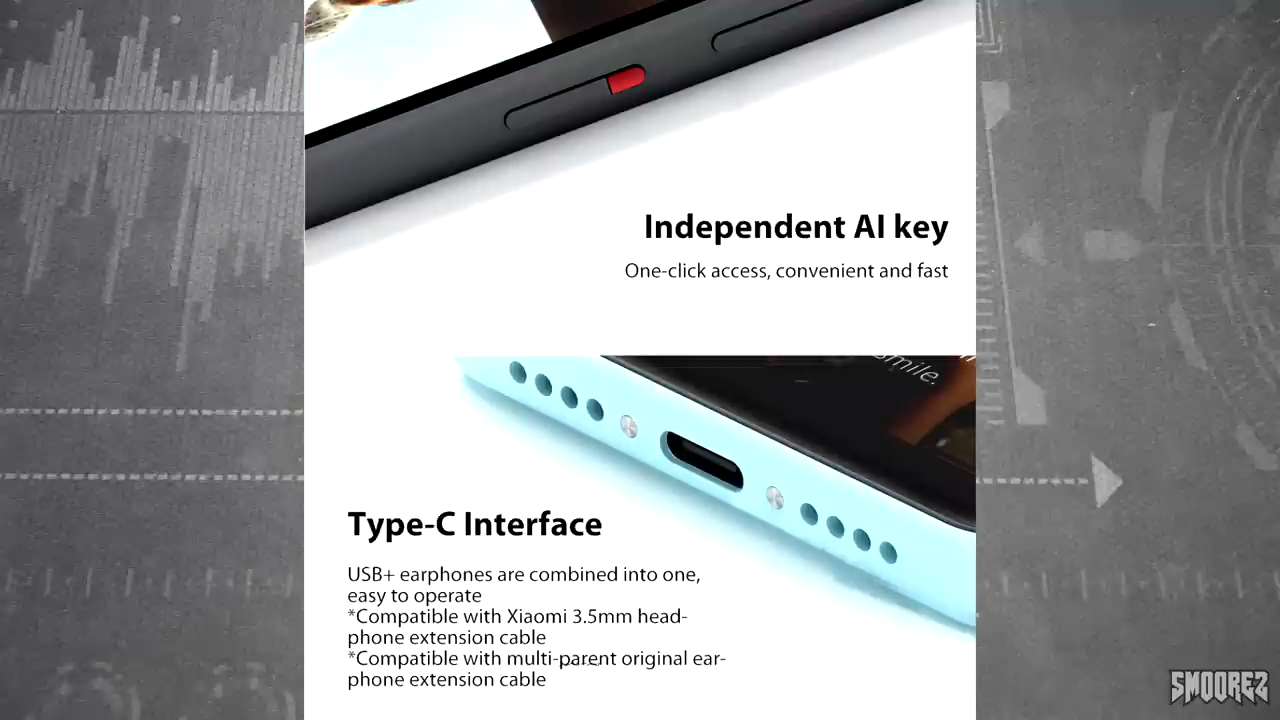 Independent AI key
One-click access, convenient and fast
smile.
Type-C Interface
USB+ earphones are combined into one,
easy to operate
*Compatible with Xiaomi 3.5mm head-
phone extension cable
*Compatible with multi-parent original ear-
phone extension cable
SMOOREZ